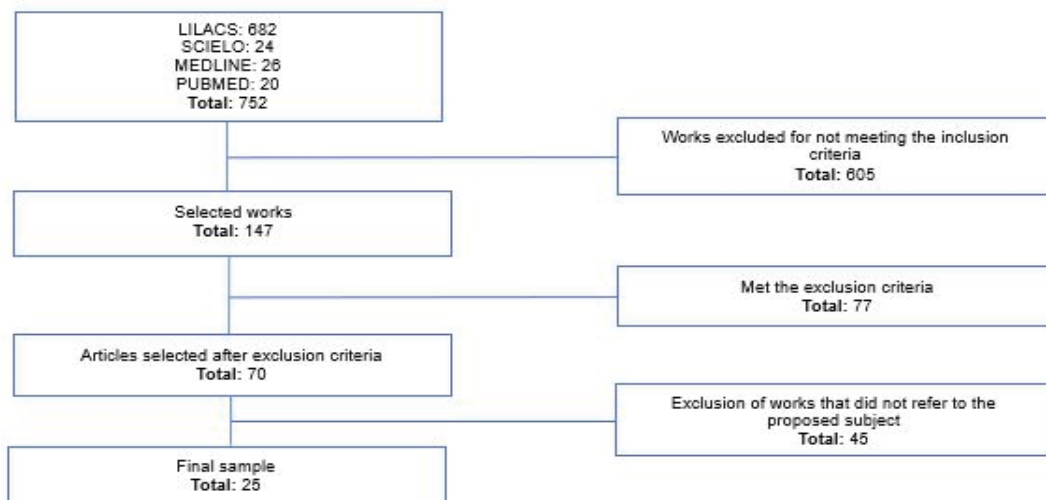 LILACS: 682
SCIELO: 24
MEDLINE: 26
PUBMED: 20
Total: 752
Works excluded for not meeting the inclusion
criteria
Total: 605
Selected works
Total: 147
Met the exclusion criteria
Total: 77
Articles selected after exclusion criteria
Total: 70
Exclusion of works that did not refer to the
proposed subject
Total: 45
Final sample
Total: 25